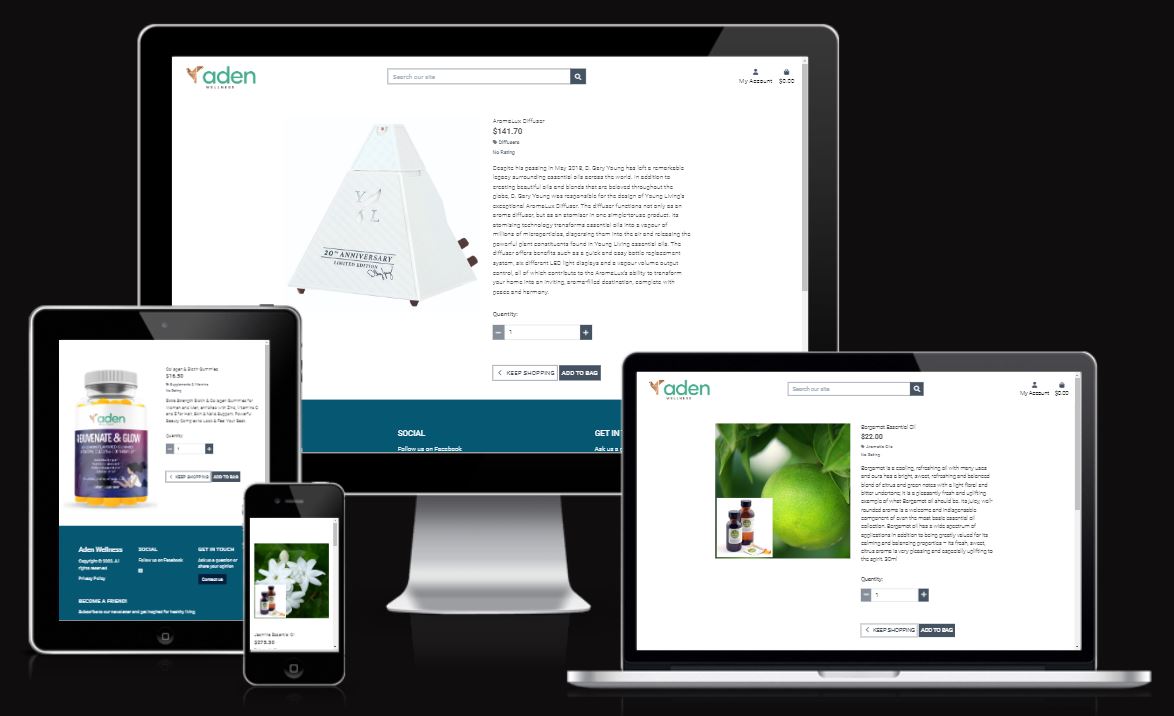 aden
WELLNESS
Search our site
My Account
$0.00
AromaLux Diffuser
$141.70
Diffusers
No Rating
Despite his passing in May 2018, D. Gary Young has left a remarkable
legacy surrounding essential oils across the world. In addition to
creating beautiful oils and blends that are beloved throughout the
globe, D. Gary Young was responsible for the design of Young Living's
exceptional AromaLux Diffuser. The diffuser functions not only as an
aroma diffuser, but as an atomiser in one simple-to-use product. Its
atomising technology transforms essential oils into a vapour of
millions of microparticles, dispersing them into the air and releasing the
powerful plant constituents found in Young Living essential oils. The
diffuser offers benefits such as a quick and easy bottle replacement
system, six different LED light displays and a vapour volume output
control, all of which contribute to the AromaLux's ability to transform
your home into an inviting, aroma-filled destination, complete with
peace and harmony.
Quantity:
1
KEEP SHOPPING
ADD TO BAG
Y
YL
20TH ANNIVERSARY
LIMITED EDITION
SOCIAL
Follow us on Facebook
GET IN T
Ask us a
Collagen & Biotin Gummies
$16.50
Supplements & Vitamins
No Rating
Extra Strength Biotin & Collagen Gummies for
Women and Men, enriched with Zinc, Vitamins C
and E for Hair, Skin & Nails Support. Powerful
Beauty Complex to Look & Feel Your Best.
Quantity:
1
KEEP SHOPPING
ADD TO BAG
aden
REJUVENATE & GLOW
Aden Wellness
Copyright © 2023. All
rights reserved
Privacy Policy
SOCIAL
Follow us on Facebook
GET IN TOUCH
Ask us a question or
share your opinion
Contact us
BECOME A FRIEND!
Subscribe to our newsletter and get inspired for healthy living
Jasmine Essential Oil
$275.30
aden
WELLNESS
Search our site
My Account
$0.00
Bergamot Essential Oil
$22.00
Aromatic Oils
No Rating
Bergamot is a cooling, refreshing oil with many uses
and ours has a bright, sweet, refreshing and balanced
blend of citrus and green notes with a light floral and
bitter undertone; it is a pleasantly fresh and uplifting
example of what Bergamot oil should be. Its juicy, well-
rounded aroma is a welcome and indispensable
component of even the most basic essential oil
collection. Bergamot oil has a wide spectrum of
applications in addition to being greatly valued for its
calming and balancing properties – its fresh, sweet,
citrus aroma is very pleasing and especially uplifting to
the spirit. 30ml
Quantity:
1
KEEP SHOPPING
ADD TO BAG